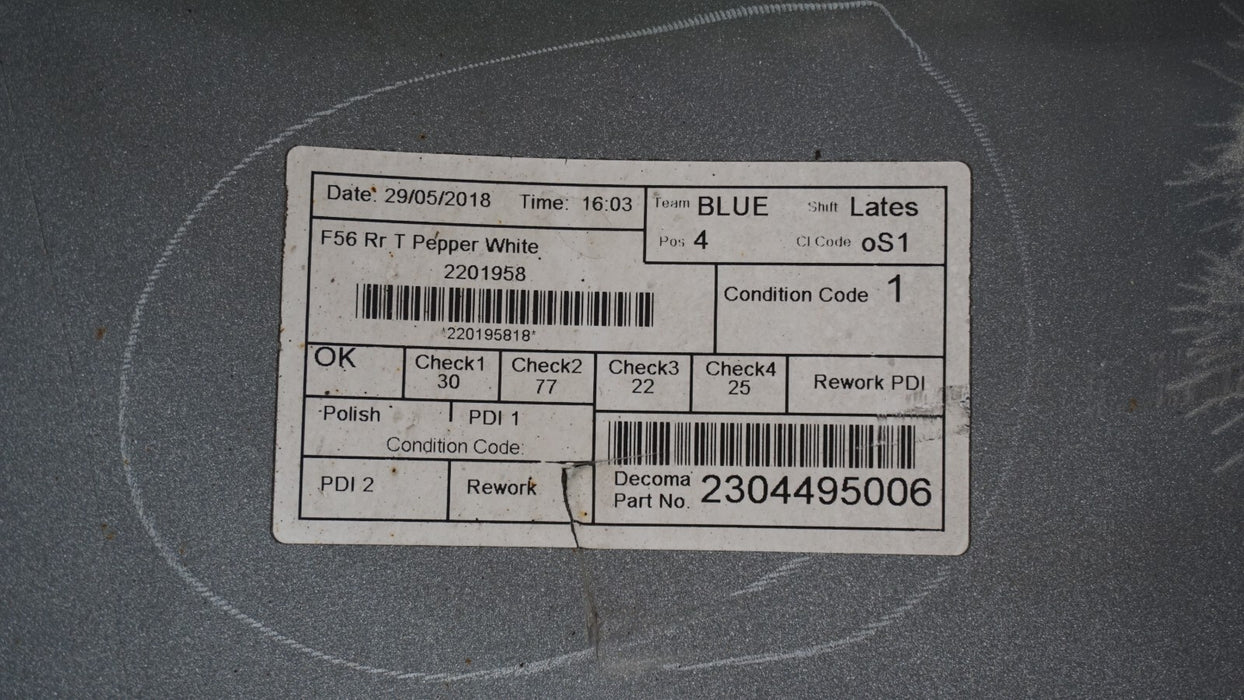 Date: 29/05/2018 Time: 16:03
Team BLUE Shift Lates
Pos 4 CI Code oS1
F56 Rr T Pepper White
2201958
*220195818*
Condition Code 1
OK
Check1 30
Check2 77
Check3 22
Check4 25
Rework PDI
Polish
PDI 1
Condition Code:
PDI 2
Rework
Decoma
Part No. 2304495006